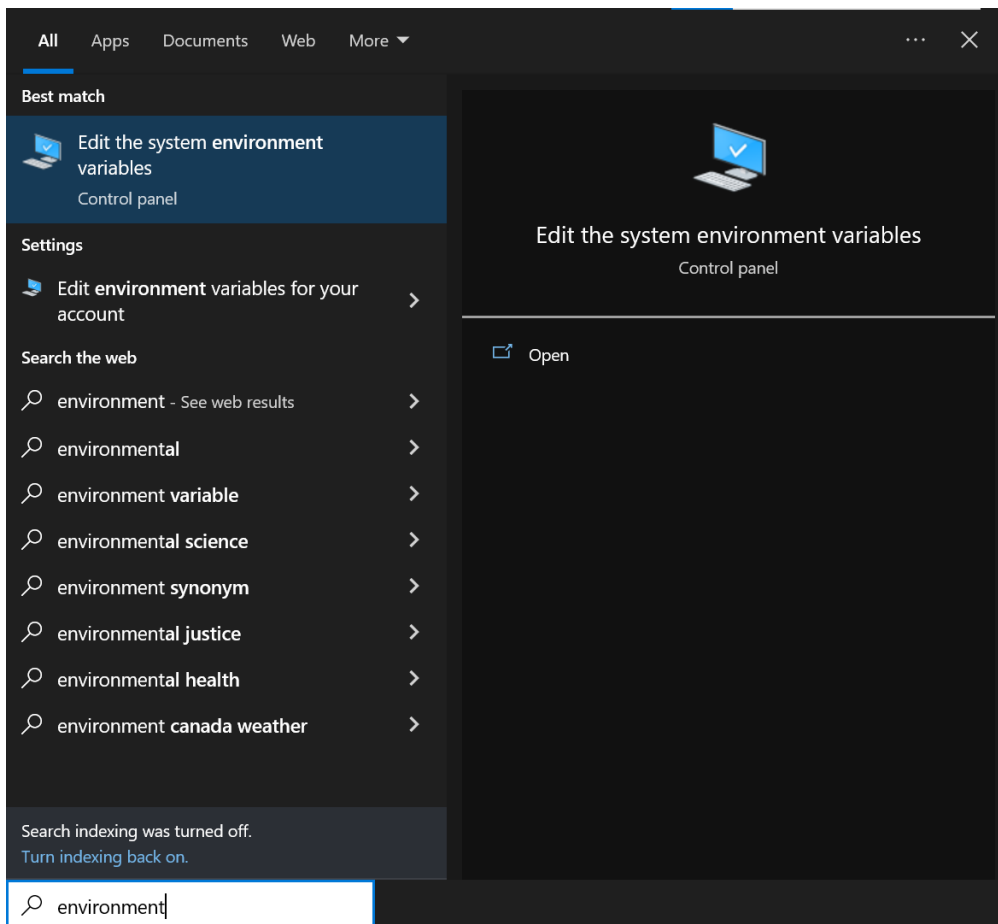 All Apps Documents Web More ...
Best match
Edit the system environment
variables
Control panel
Settings
Edit environment variables for your
account
Search the web
environment - See web results
environmental
environment variable
environmental science
environment synonym
environmental justice
environmental health
environment canada weather
Search indexing was turned off.
Turn indexing back on.
environment
Edit the system environment variables
Control panel
Open